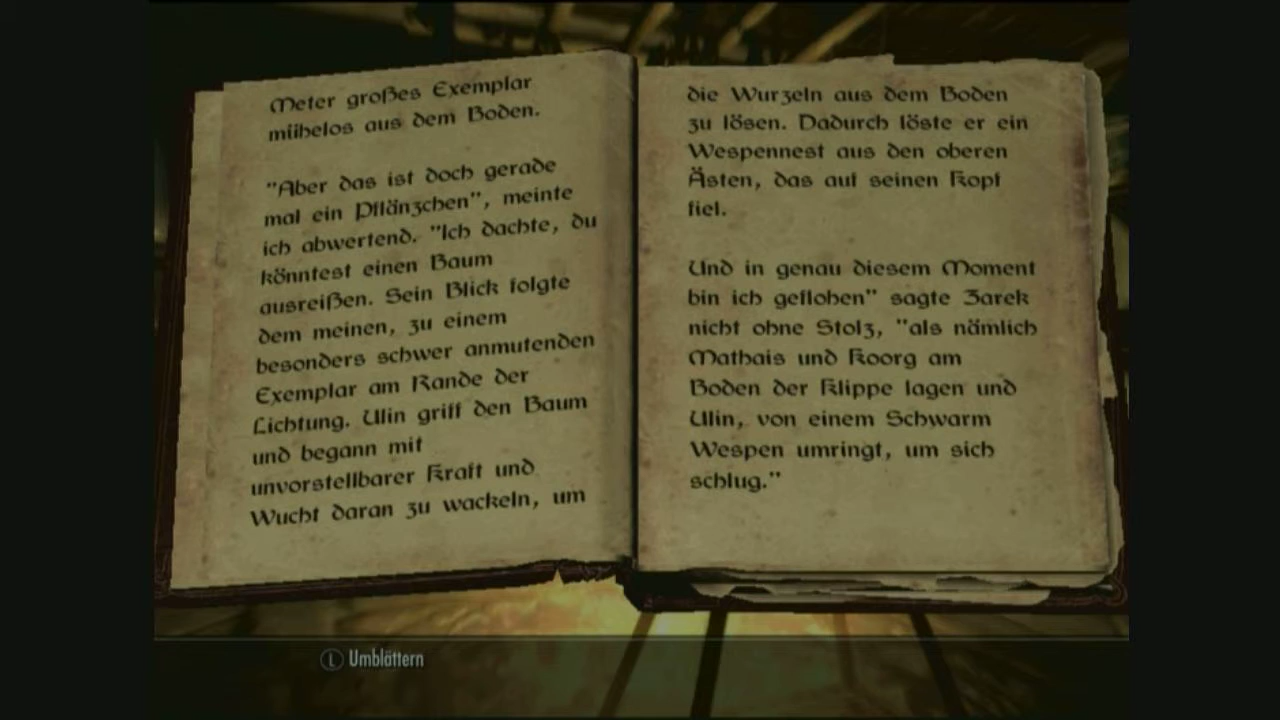 Meter großes Exemplar
mühelos aus dem Boden.
"Aber das ist doch gerade
mal ein Pflänzchen", meinte
ich abwertend. "Ich dachte, du
könntest einen Baum
ausreißen. Sein Blick folgte
dem meinen, zu einem
besonders schwer anmutenden
Exemplar am Rande der
Lichtung. Ulin griff den Baum
und begann mit
unvorstellbarer Kraft und
Wucht daran zu wackeln, um
die Wurzeln aus dem Boden
zu lösen. Dadurch löste er ein
Wespennest aus den oberen
Ästen, das auf seinen Kopf
fiel.
Und in genau diesem Moment
bin ich geflohen" sagte Zarek
nicht ohne Stolz, "als nämlich
Mathais und Koorg am
Boden der Klippe lagen und
Ulin, von einem Schwarm
Wespen umringt, um sich
schlug."
L Umblättern